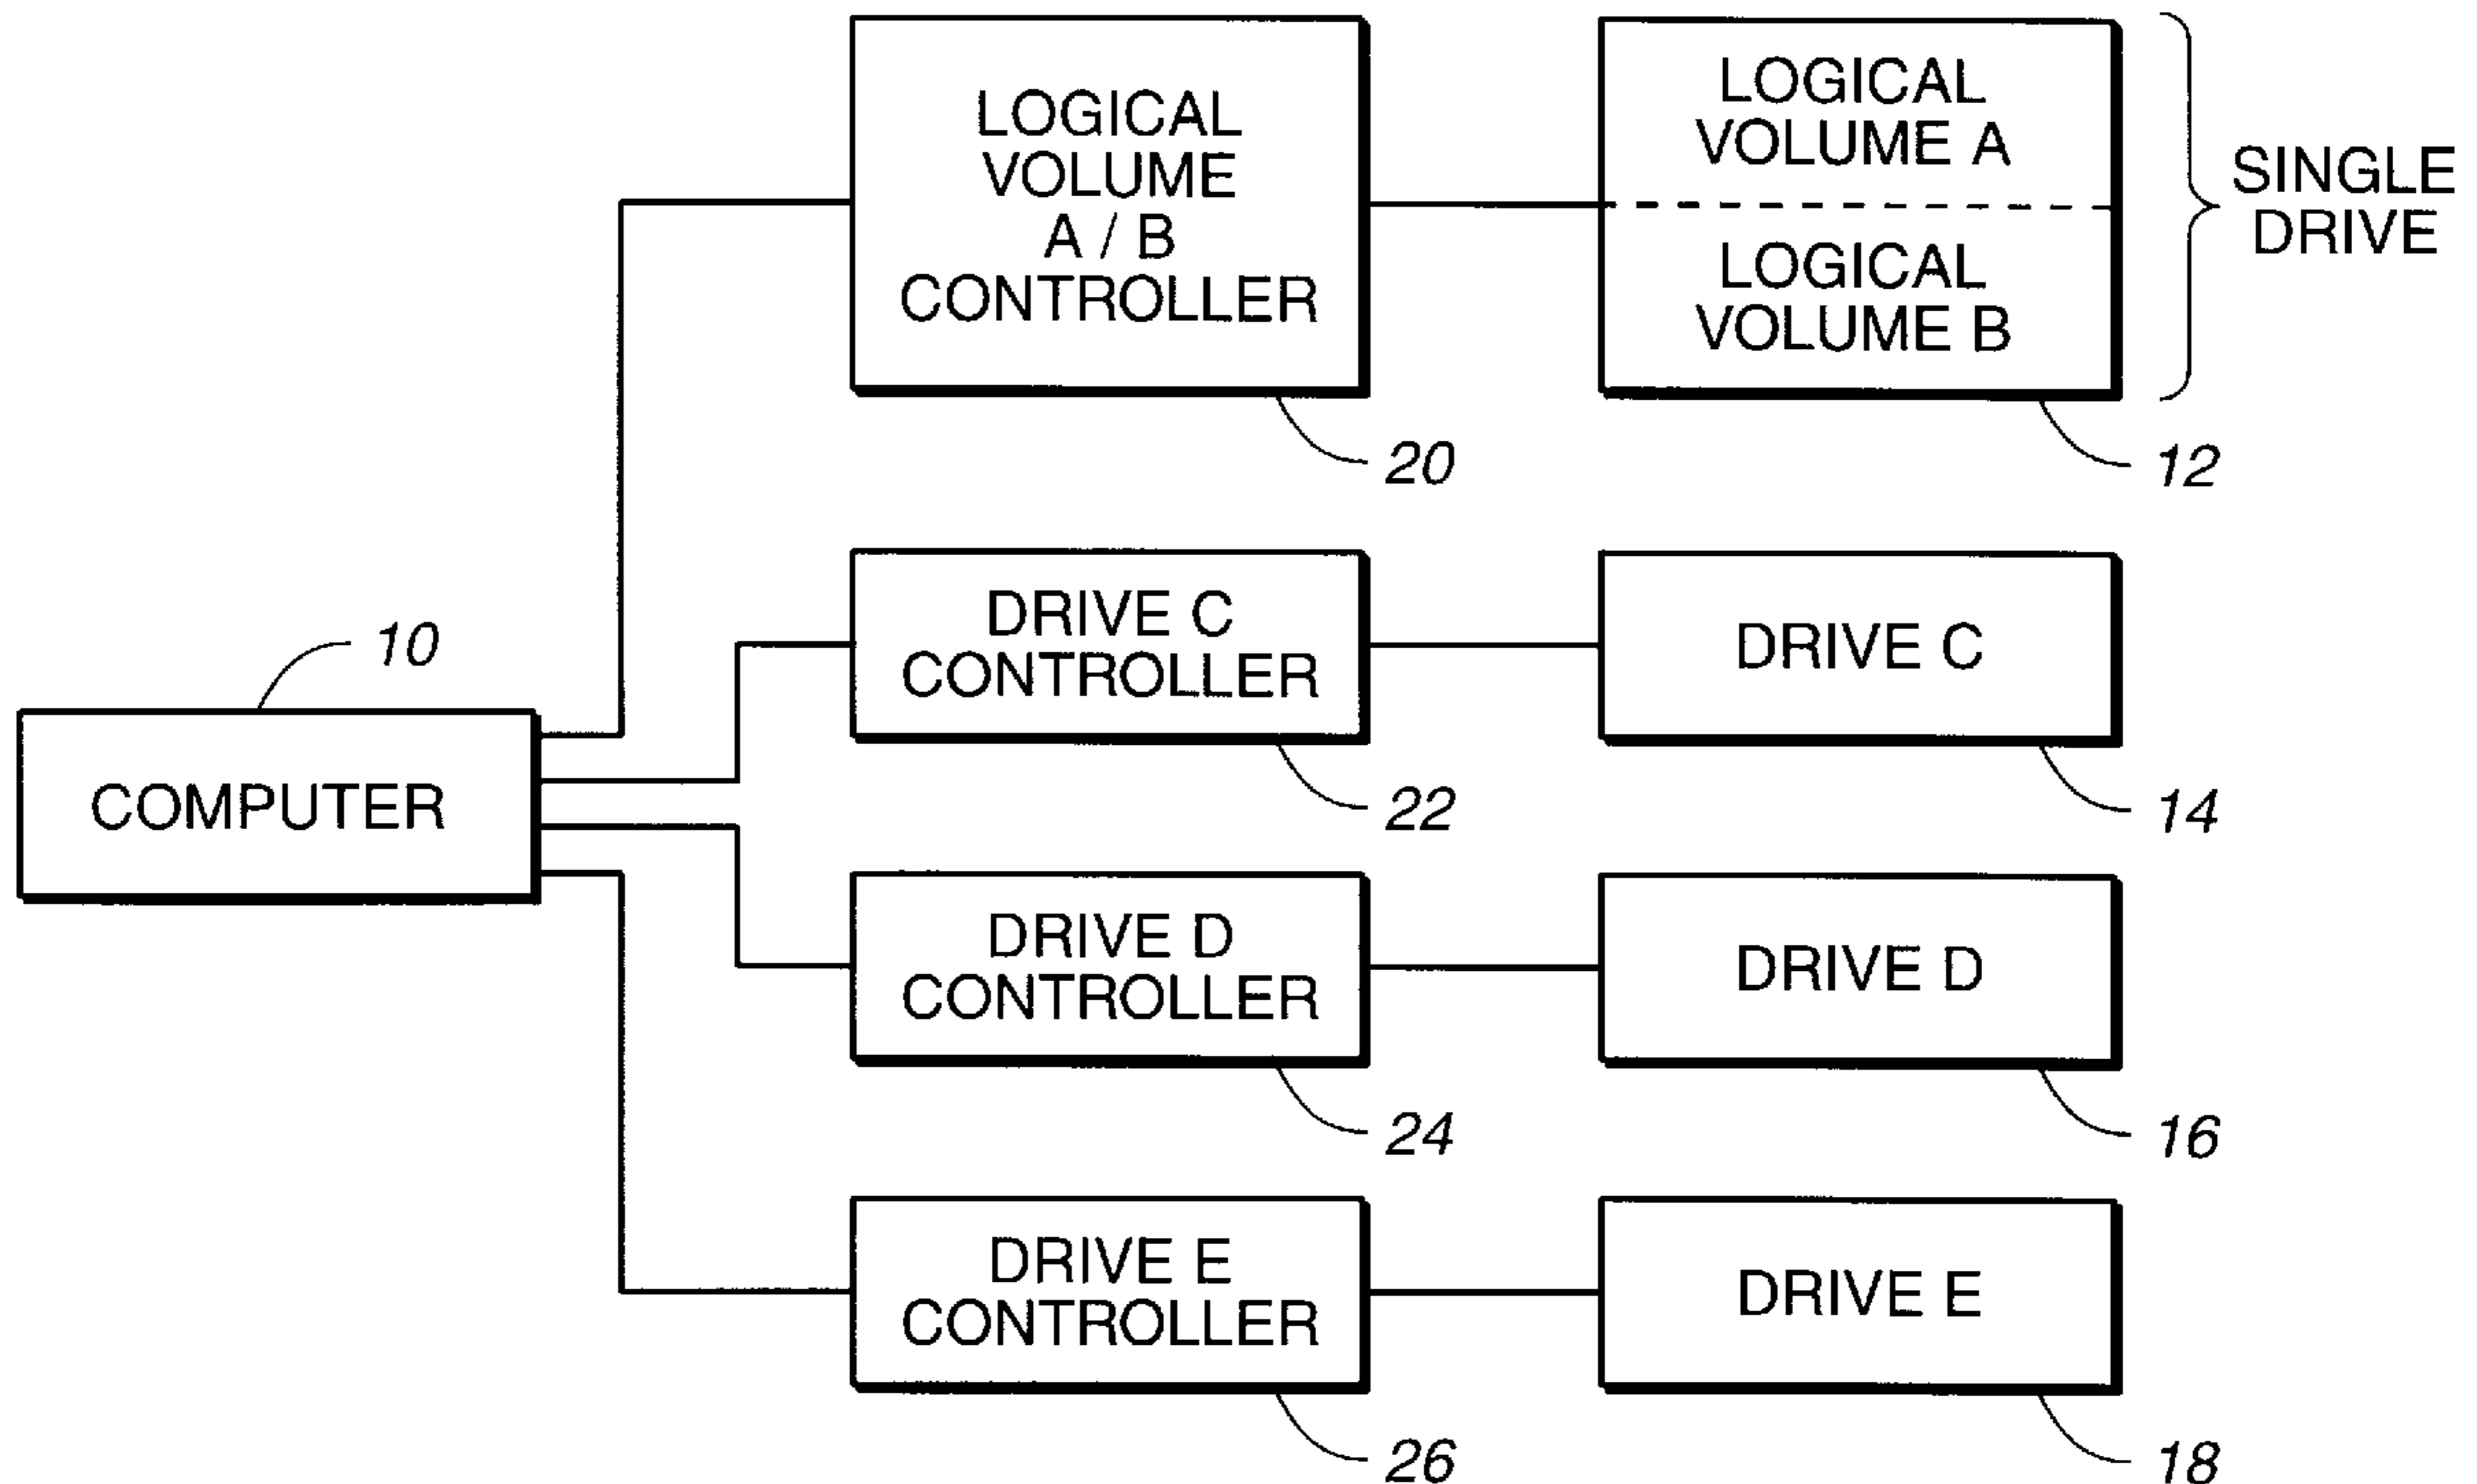 LOGICAL
VOLUME
A / B
CONTROLLER
20
LOGICAL
VOLUME A
LOGICAL
VOLUME B
12
SINGLE
DRIVE
10
COMPUTER
DRIVE C
CONTROLLER
22
DRIVE C
14
DRIVE D
CONTROLLER
24
DRIVE D
16
DRIVE E
CONTROLLER
26
DRIVE E
18